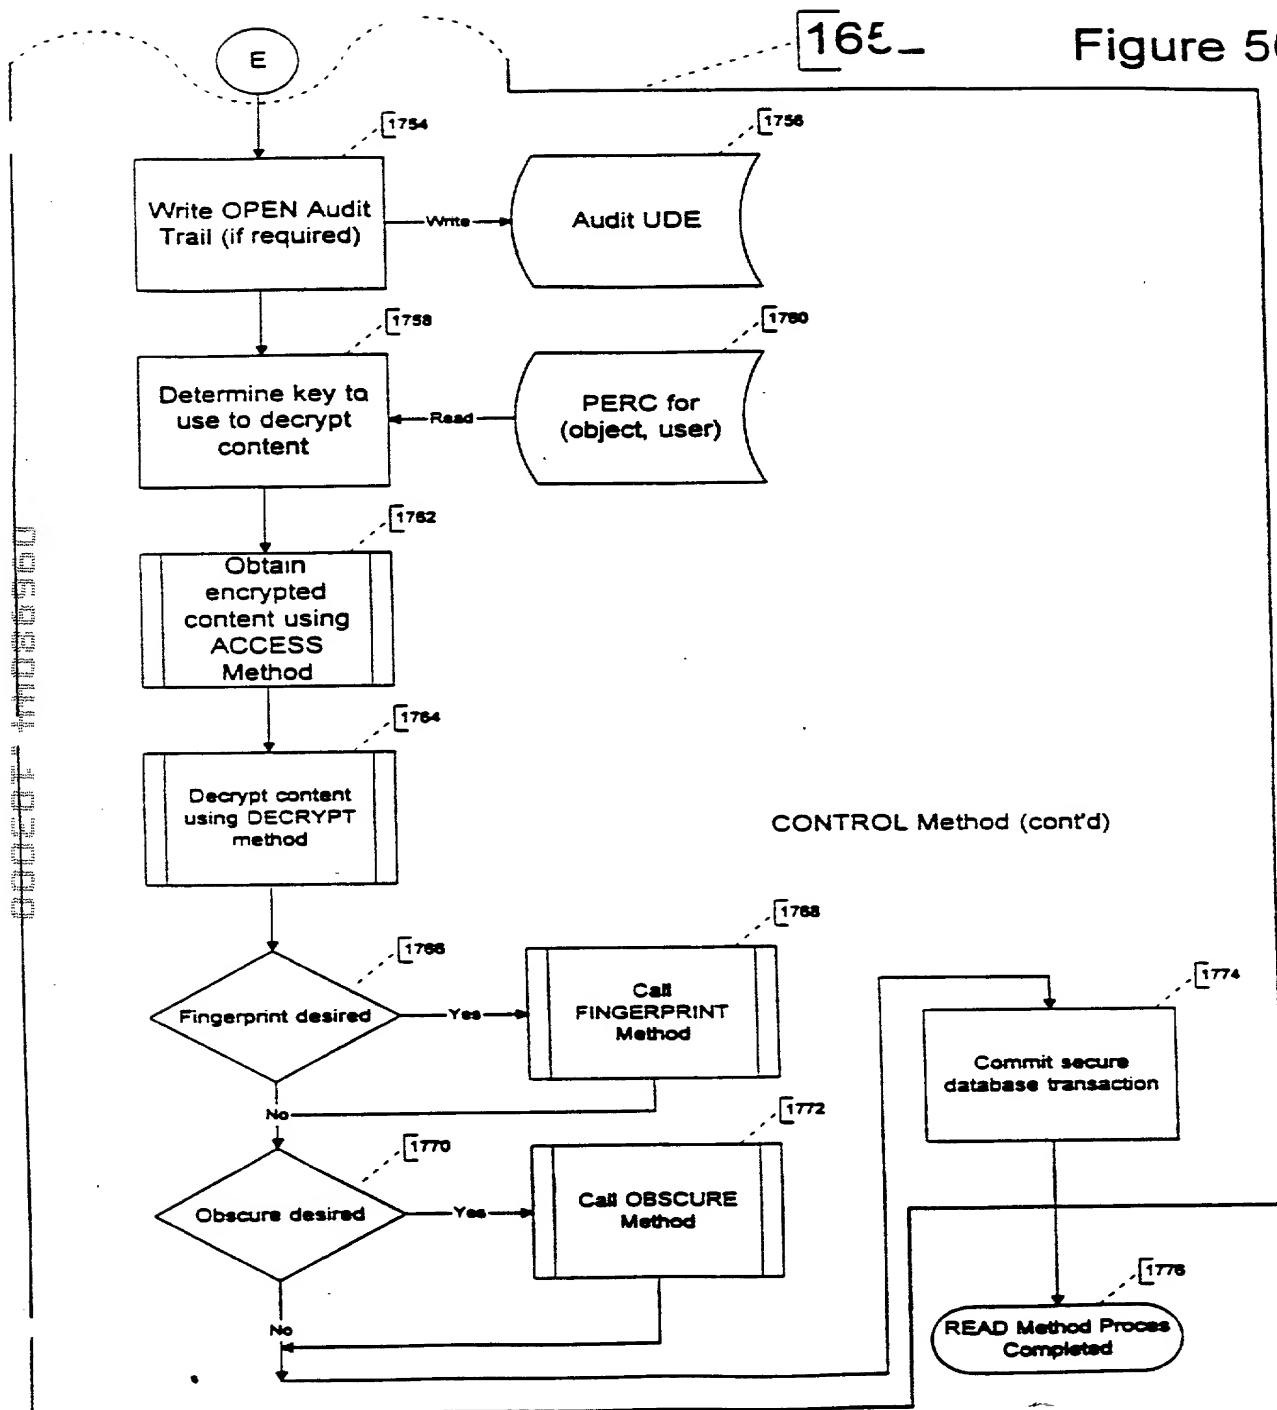 165_
Figure 5
E
1754
1756
Write OPEN Audit
Trail (if required)
Write
Audit UDE
1758
1760
Determine key to
use to decrypt
content
Read
PERC for
(object, user)
1762
Obtain
encrypted
content using
ACCESS
Method
1764
Decrypt content
using DECRYPT
method
CONTROL Method (cont'd)
1766
1768
Fingerprint desired
Yes
Call
FINGERPRINT
Method
1774
Commit secure
database transaction
No
1770
1772
Obscure desired
Yes
Call OBSCURE
Method
1776
READ Method Proces
Completed
No